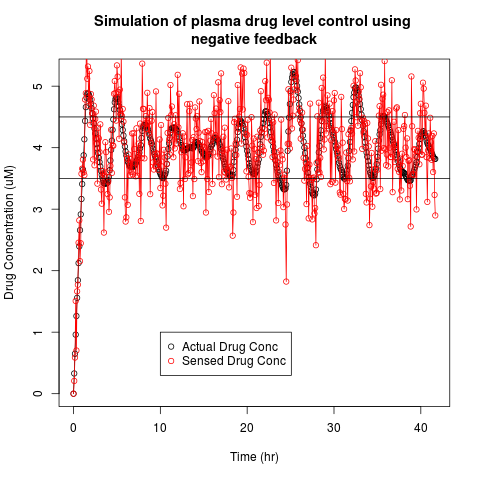 Simulation of plasma drug level control using
negative feedback
Drug Concentration (uM)
5
4
3
2
1
0
Actual Drug Conc
Sensed Drug Conc
0
10
20
30
40
Time (hr)